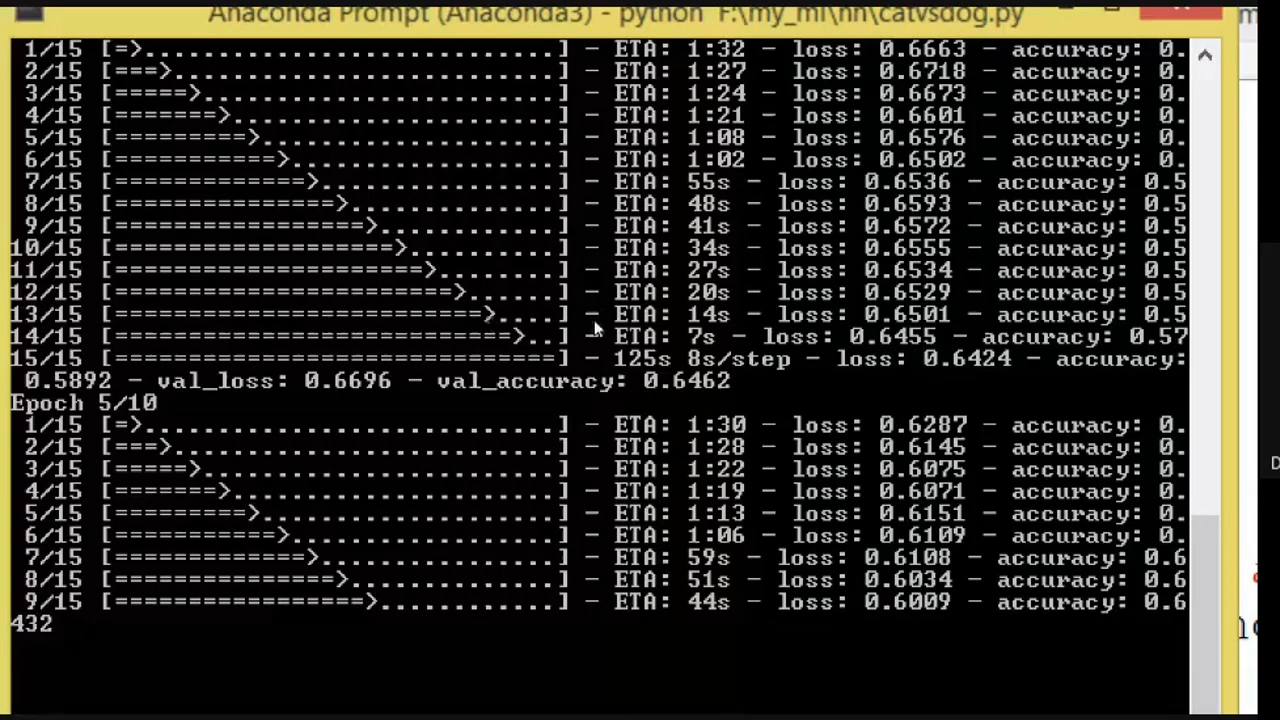 Anaconda Prompt (Anaconda3) - python F:\my_ml\nn\catvsdog.py
1/15 [=>............................] - ETA: 1:32 - loss: 0.6663 - accuracy: 0.
2/15 [===>..........................] - ETA: 1:27 - loss: 0.6718 - accuracy: 0.
3/15 [=====>........................] - ETA: 1:24 - loss: 0.6673 - accuracy: 0.
4/15 [=======>......................] - ETA: 1:21 - loss: 0.6601 - accuracy: 0.
5/15 [=========>....................] - ETA: 1:08 - loss: 0.6576 - accuracy: 0.
6/15 [===========>..................] - ETA: 1:02 - loss: 0.6502 - accuracy: 0.
7/15 [=============>................] - ETA: 55s - loss: 0.6536 - accuracy: 0.5
8/15 [===============>..............] - ETA: 48s - loss: 0.6593 - accuracy: 0.5
9/15 [=================>............] - ETA: 41s - loss: 0.6572 - accuracy: 0.5
10/15 [===================>..........] - ETA: 34s - loss: 0.6555 - accuracy: 0.5
11/15 [=====================>........] - ETA: 27s - loss: 0.6534 - accuracy: 0.5
12/15 [=======================>......] - ETA: 20s - loss: 0.6529 - accuracy: 0.5
13/15 [=========================>....] - ETA: 14s - loss: 0.6501 - accuracy: 0.5
14/15 [===========================>..] - ETA: 7s - loss: 0.6455 - accuracy: 0.57
15/15 [==============================] - 125s 8s/step - loss: 0.6424 - accuracy:
0.5892 - val_loss: 0.6696 - val_accuracy: 0.6462
Epoch 5/10
1/15 [=>............................] - ETA: 1:30 - loss: 0.6287 - accuracy: 0.
2/15 [===>..........................] - ETA: 1:28 - loss: 0.6145 - accuracy: 0.
3/15 [=====>........................] - ETA: 1:22 - loss: 0.6075 - accuracy: 0.
4/15 [=======>......................] - ETA: 1:19 - loss: 0.6071 - accuracy: 0.
5/15 [=========>....................] - ETA: 1:13 - loss: 0.6151 - accuracy: 0.
6/15 [===========>..................] - ETA: 1:06 - loss: 0.6109 - accuracy: 0.
7/15 [=============>................] - ETA: 59s - loss: 0.6108 - accuracy: 0.6
8/15 [===============>..............] - ETA: 51s - loss: 0.6034 - accuracy: 0.6
9/15 [=================>............] - ETA: 44s - loss: 0.6009 - accuracy: 0.6
432